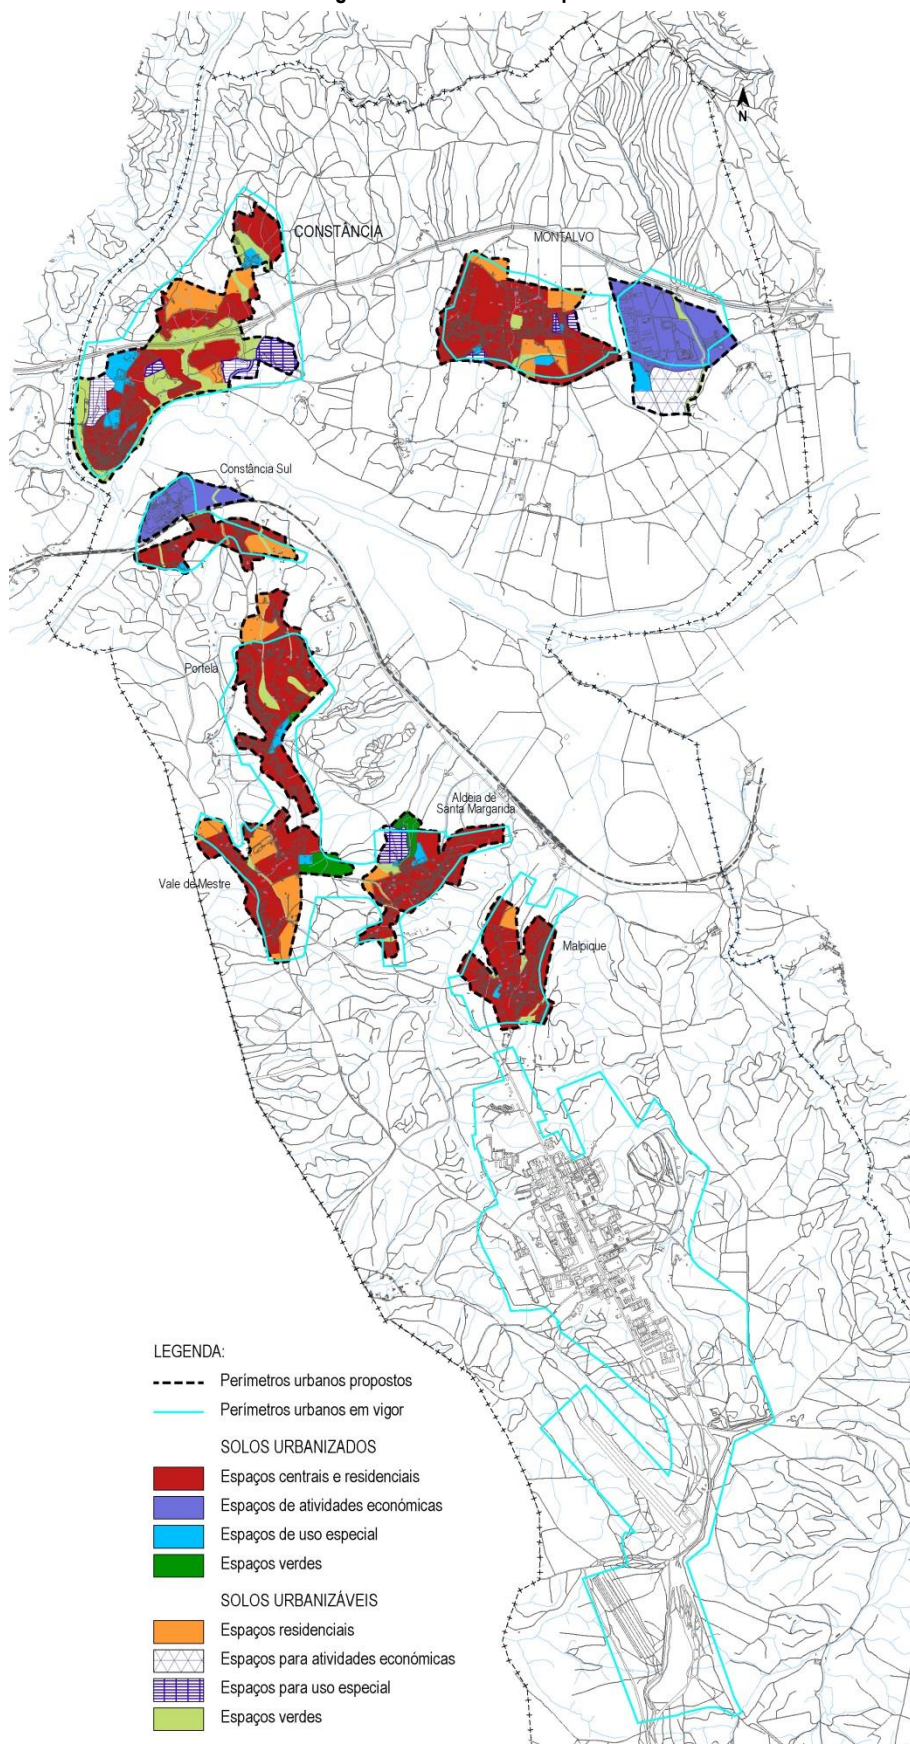 N
CONSTÂNCIA
MONTALVO
Constância Sul
Portela
Aldeia de
Santa Margarida
Vale de Mestre
Malpique
LEGENDA:
Perímetros urbanos propostos
Perímetros urbanos em vigor
SOLOS URBANIZADOS
Espaços centrais e residenciais
Espaços de atividades económicas
Espaços de uso especial
Espaços verdes
SOLOS URBANIZÁVEIS
Espaços residenciais
Espaços para atividades económicas
Espaços para uso especial
Espaços verdes